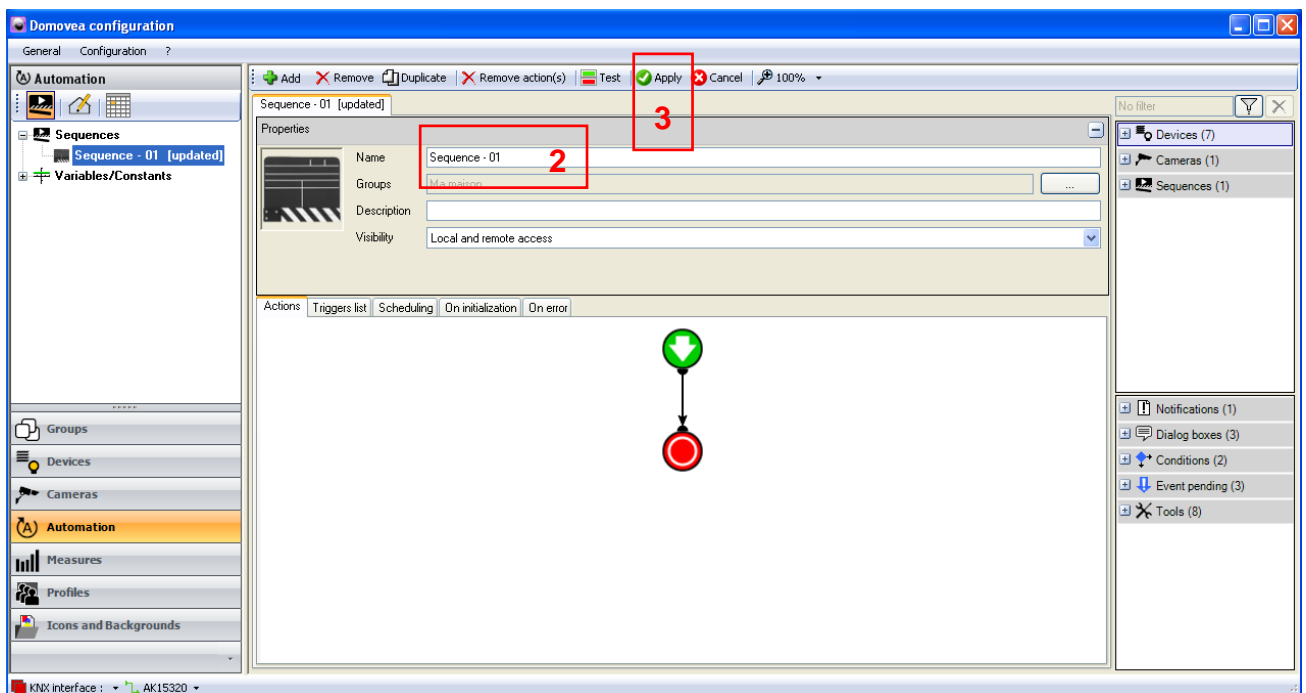 Domovea configuration
General Configuration ?
Automation
Add Remove Duplicate Remove action(s) Test Apply Cancel 100%
3
Sequences
Sequence - 01 [updated]
Variables/Constants
Sequence - 01 [updated]
Properties
Name Sequence - 01
2
Groups Ma maison ...
Description
Visibility Local and remote access
Actions Triggers list Scheduling On initialization On error
No filter
Devices (7)
Cameras (1)
Sequences (1)
Notifications (1)
Dialog boxes (3)
Conditions (2)
Event pending (3)
Tools (8)
Groups
Devices
Cameras
Automation
Measures
Profiles
Icons and Backgrounds
KNX interface : AK15320